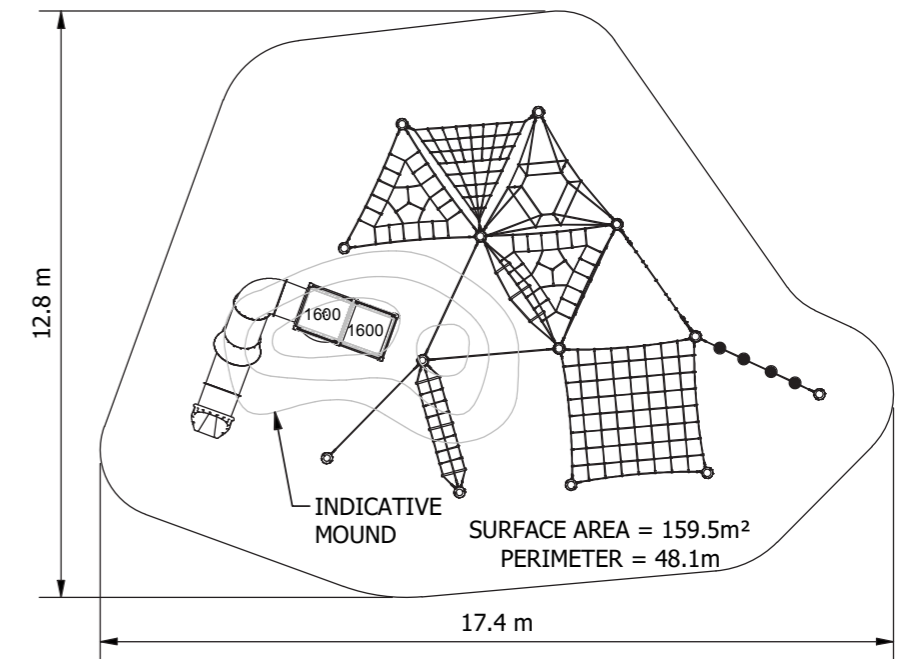 12.8 m
1600
1600
INDICATIVE
MOUND
SURFACE AREA = 159.5m²
PERIMETER = 48.1m
17.4 m